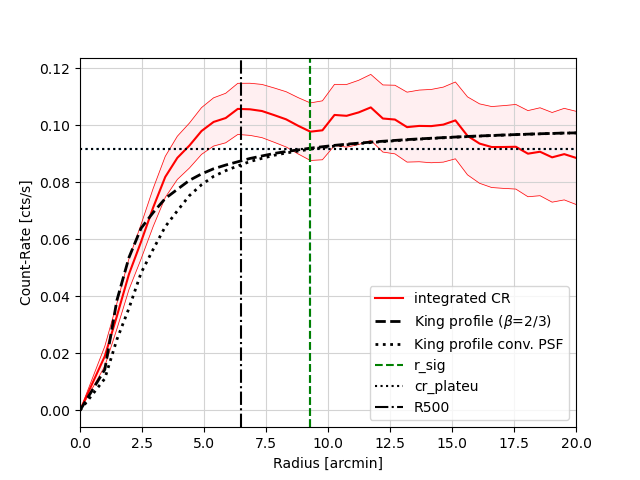 0.12
0.10
0.08
0.06
0.04
0.02
0.00
Count-Rate [cts/s]
integrated CR
King profile (β=2/3)
King profile conv. PSF
r_sig
cr_plateu
R500
0.0 2.5 5.0 7.5 10.0 12.5 15.0 17.5 20.0
Radius [arcmin]